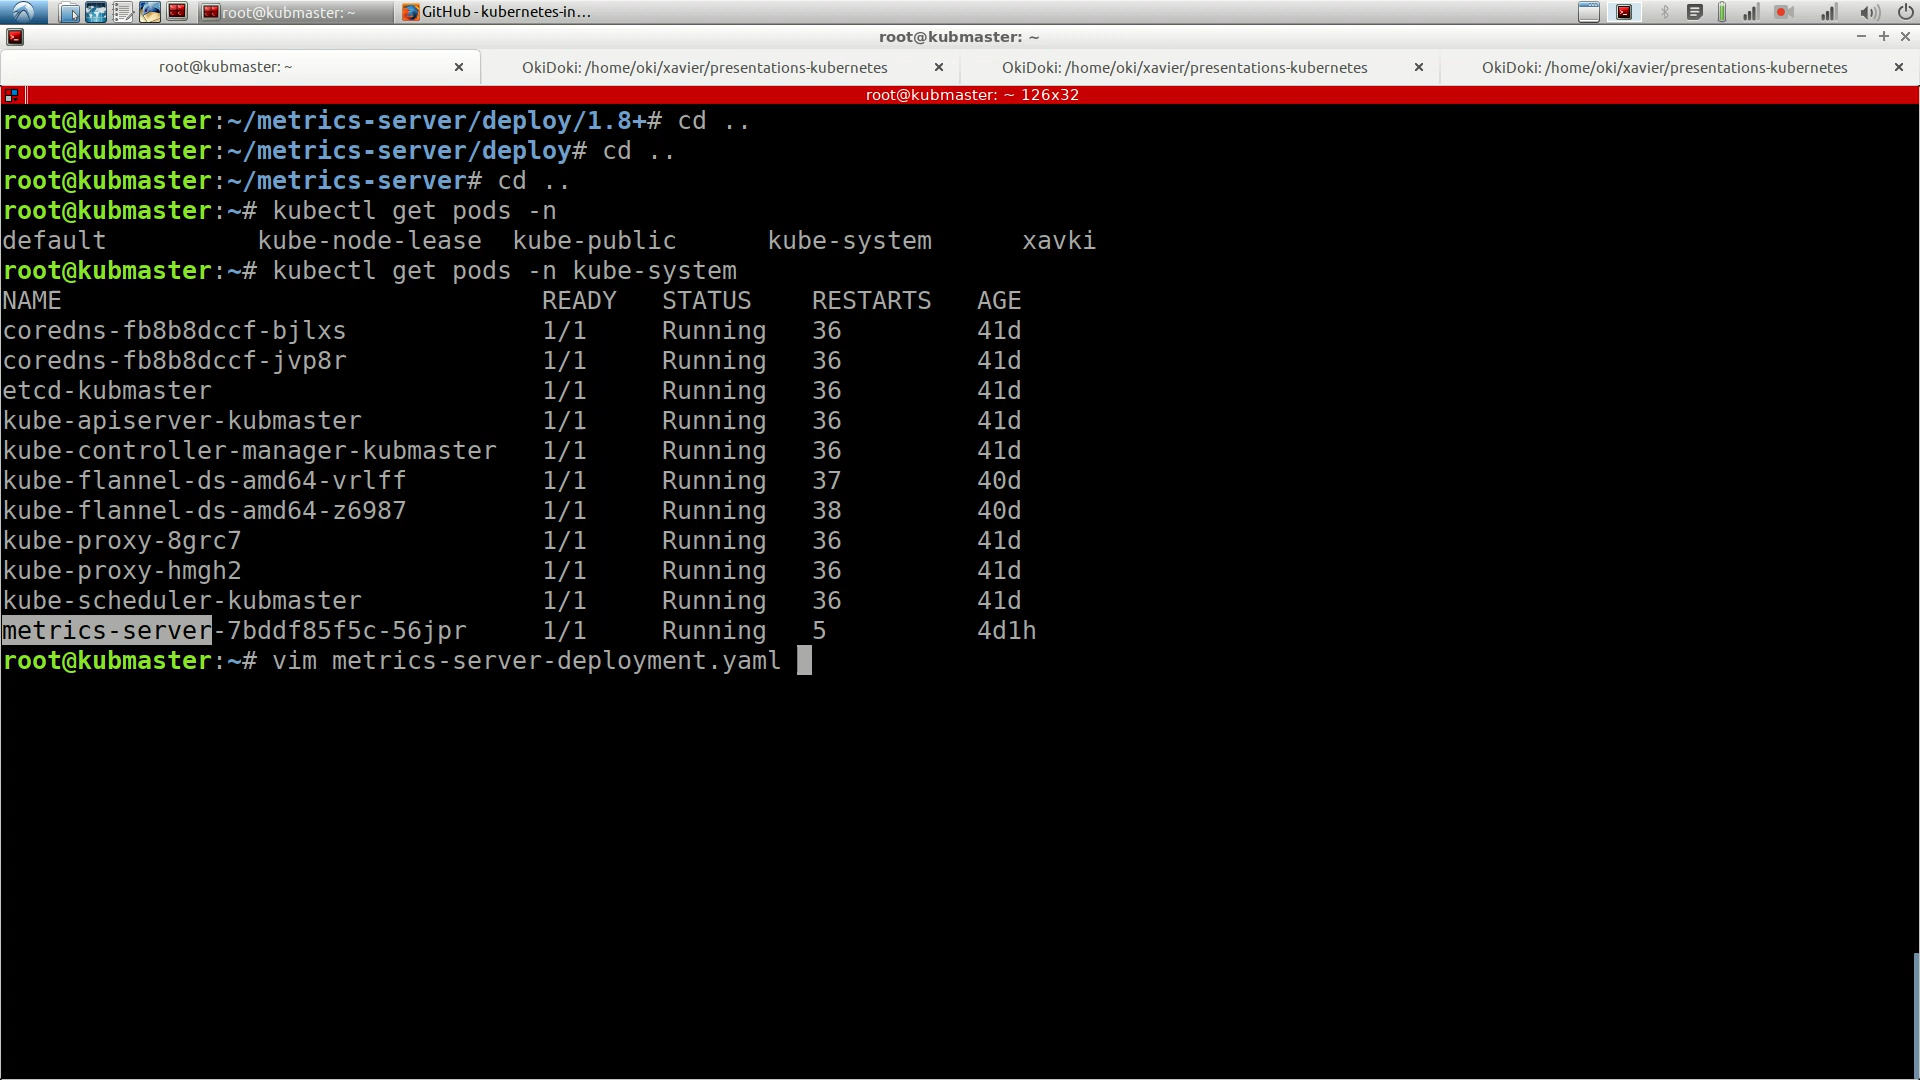 root@kubmaster: ~
GitHub - kubernetes-in...
root@kubmaster: ~
root@kubmaster: ~
OkiDoki: /home/oki/xavier/presentations-kubernetes
OkiDoki: /home/oki/xavier/presentations-kubernetes
OkiDoki: /home/oki/xavier/presentations-kubernetes
root@kubmaster: ~ 126x32
root@kubmaster:~/metrics-server/deploy/1.8+# cd ..
root@kubmaster:~/metrics-server/deploy# cd ..
root@kubmaster:~/metrics-server# cd ..
root@kubmaster:~# kubectl get pods -n
default kube-node-lease kube-public kube-system xavki
root@kubmaster:~# kubectl get pods -n kube-system
NAME READY STATUS RESTARTS AGE
coredns-fb8b8dccf-bjlxs 1/1 Running 36 41d
coredns-fb8b8dccf-jvp8r 1/1 Running 36 41d
etcd-kubmaster 1/1 Running 36 41d
kube-apiserver-kubmaster 1/1 Running 36 41d
kube-controller-manager-kubmaster 1/1 Running 36 41d
kube-flannel-ds-amd64-vrlff 1/1 Running 37 40d
kube-flannel-ds-amd64-z6987 1/1 Running 38 40d
kube-proxy-8grc7 1/1 Running 36 41d
kube-proxy-hmgh2 1/1 Running 36 41d
kube-scheduler-kubmaster 1/1 Running 36 41d
metrics-server-7bddf85f5c-56jpr 1/1 Running 5 4d1h
root@kubmaster:~# vim metrics-server-deployment.yaml